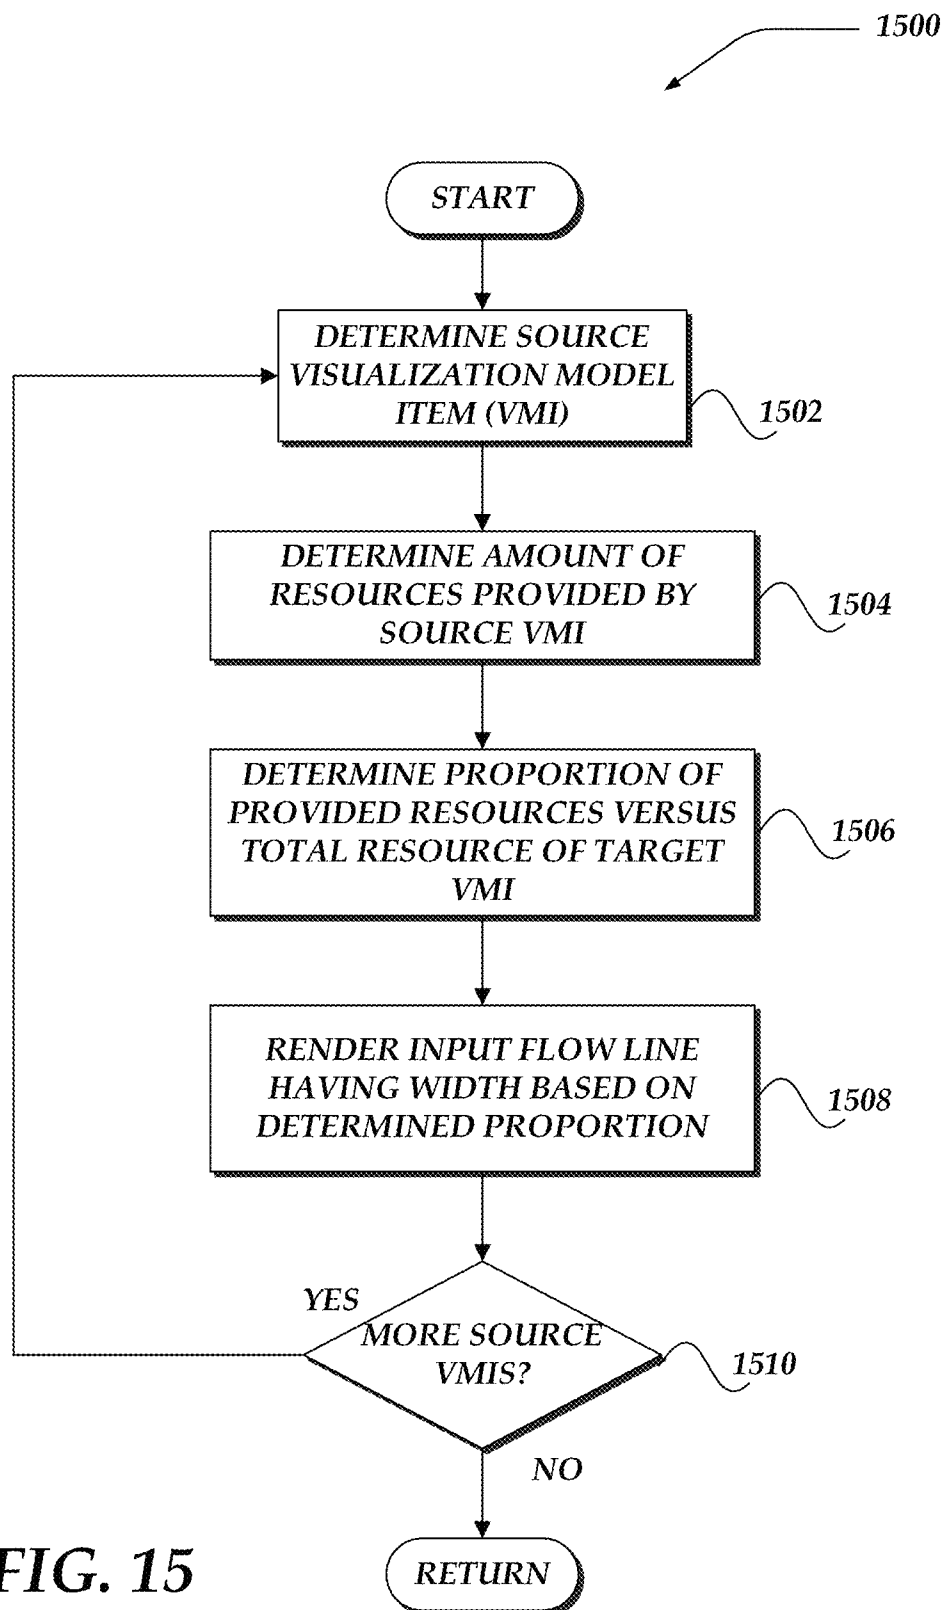 1500
START
DETERMINE SOURCE
VISUALIZATION MODEL
ITEM (VMI)
1502
DETERMINE AMOUNT OF
RESOURCES PROVIDED BY
SOURCE VMI
1504
DETERMINE PROPORTION OF
PROVIDED RESOURCES VERSUS
TOTAL RESOURCE OF TARGET
VMI
1506
RENDER INPUT FLOW LINE
HAVING WIDTH BASED ON
DETERMINED PROPORTION
1508
YES
MORE SOURCE
VMIS?
1510
NO
RETURN
FIG. 15